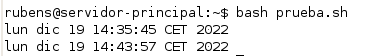 rubens@servidor-principal:~$ bash prueba.sh
lun dic 19 14:35:45 CET 2022
lun dic 19 14:43:57 CET 2022 _